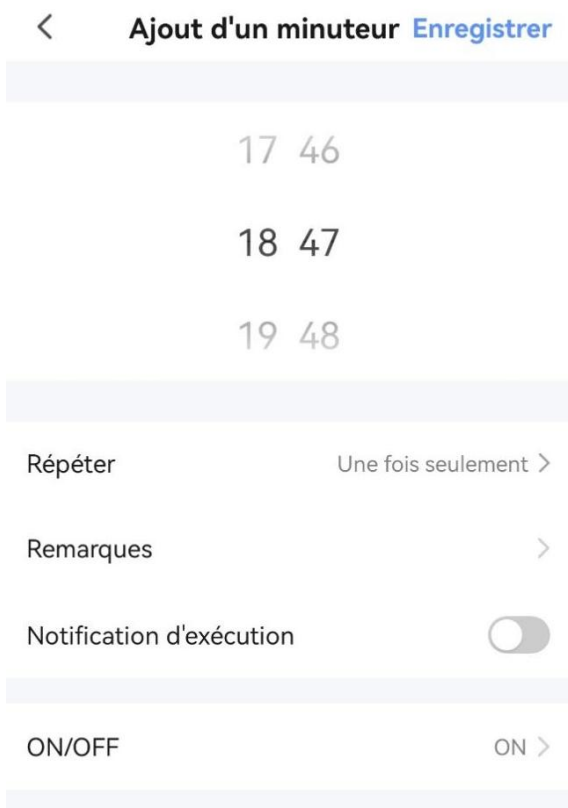 Ajout d'un minuteur Enregistrer
17 46
18 47
19 48
Répéter Une fois seulement
Remarques
Notification d'exécution
ON/OFF ON